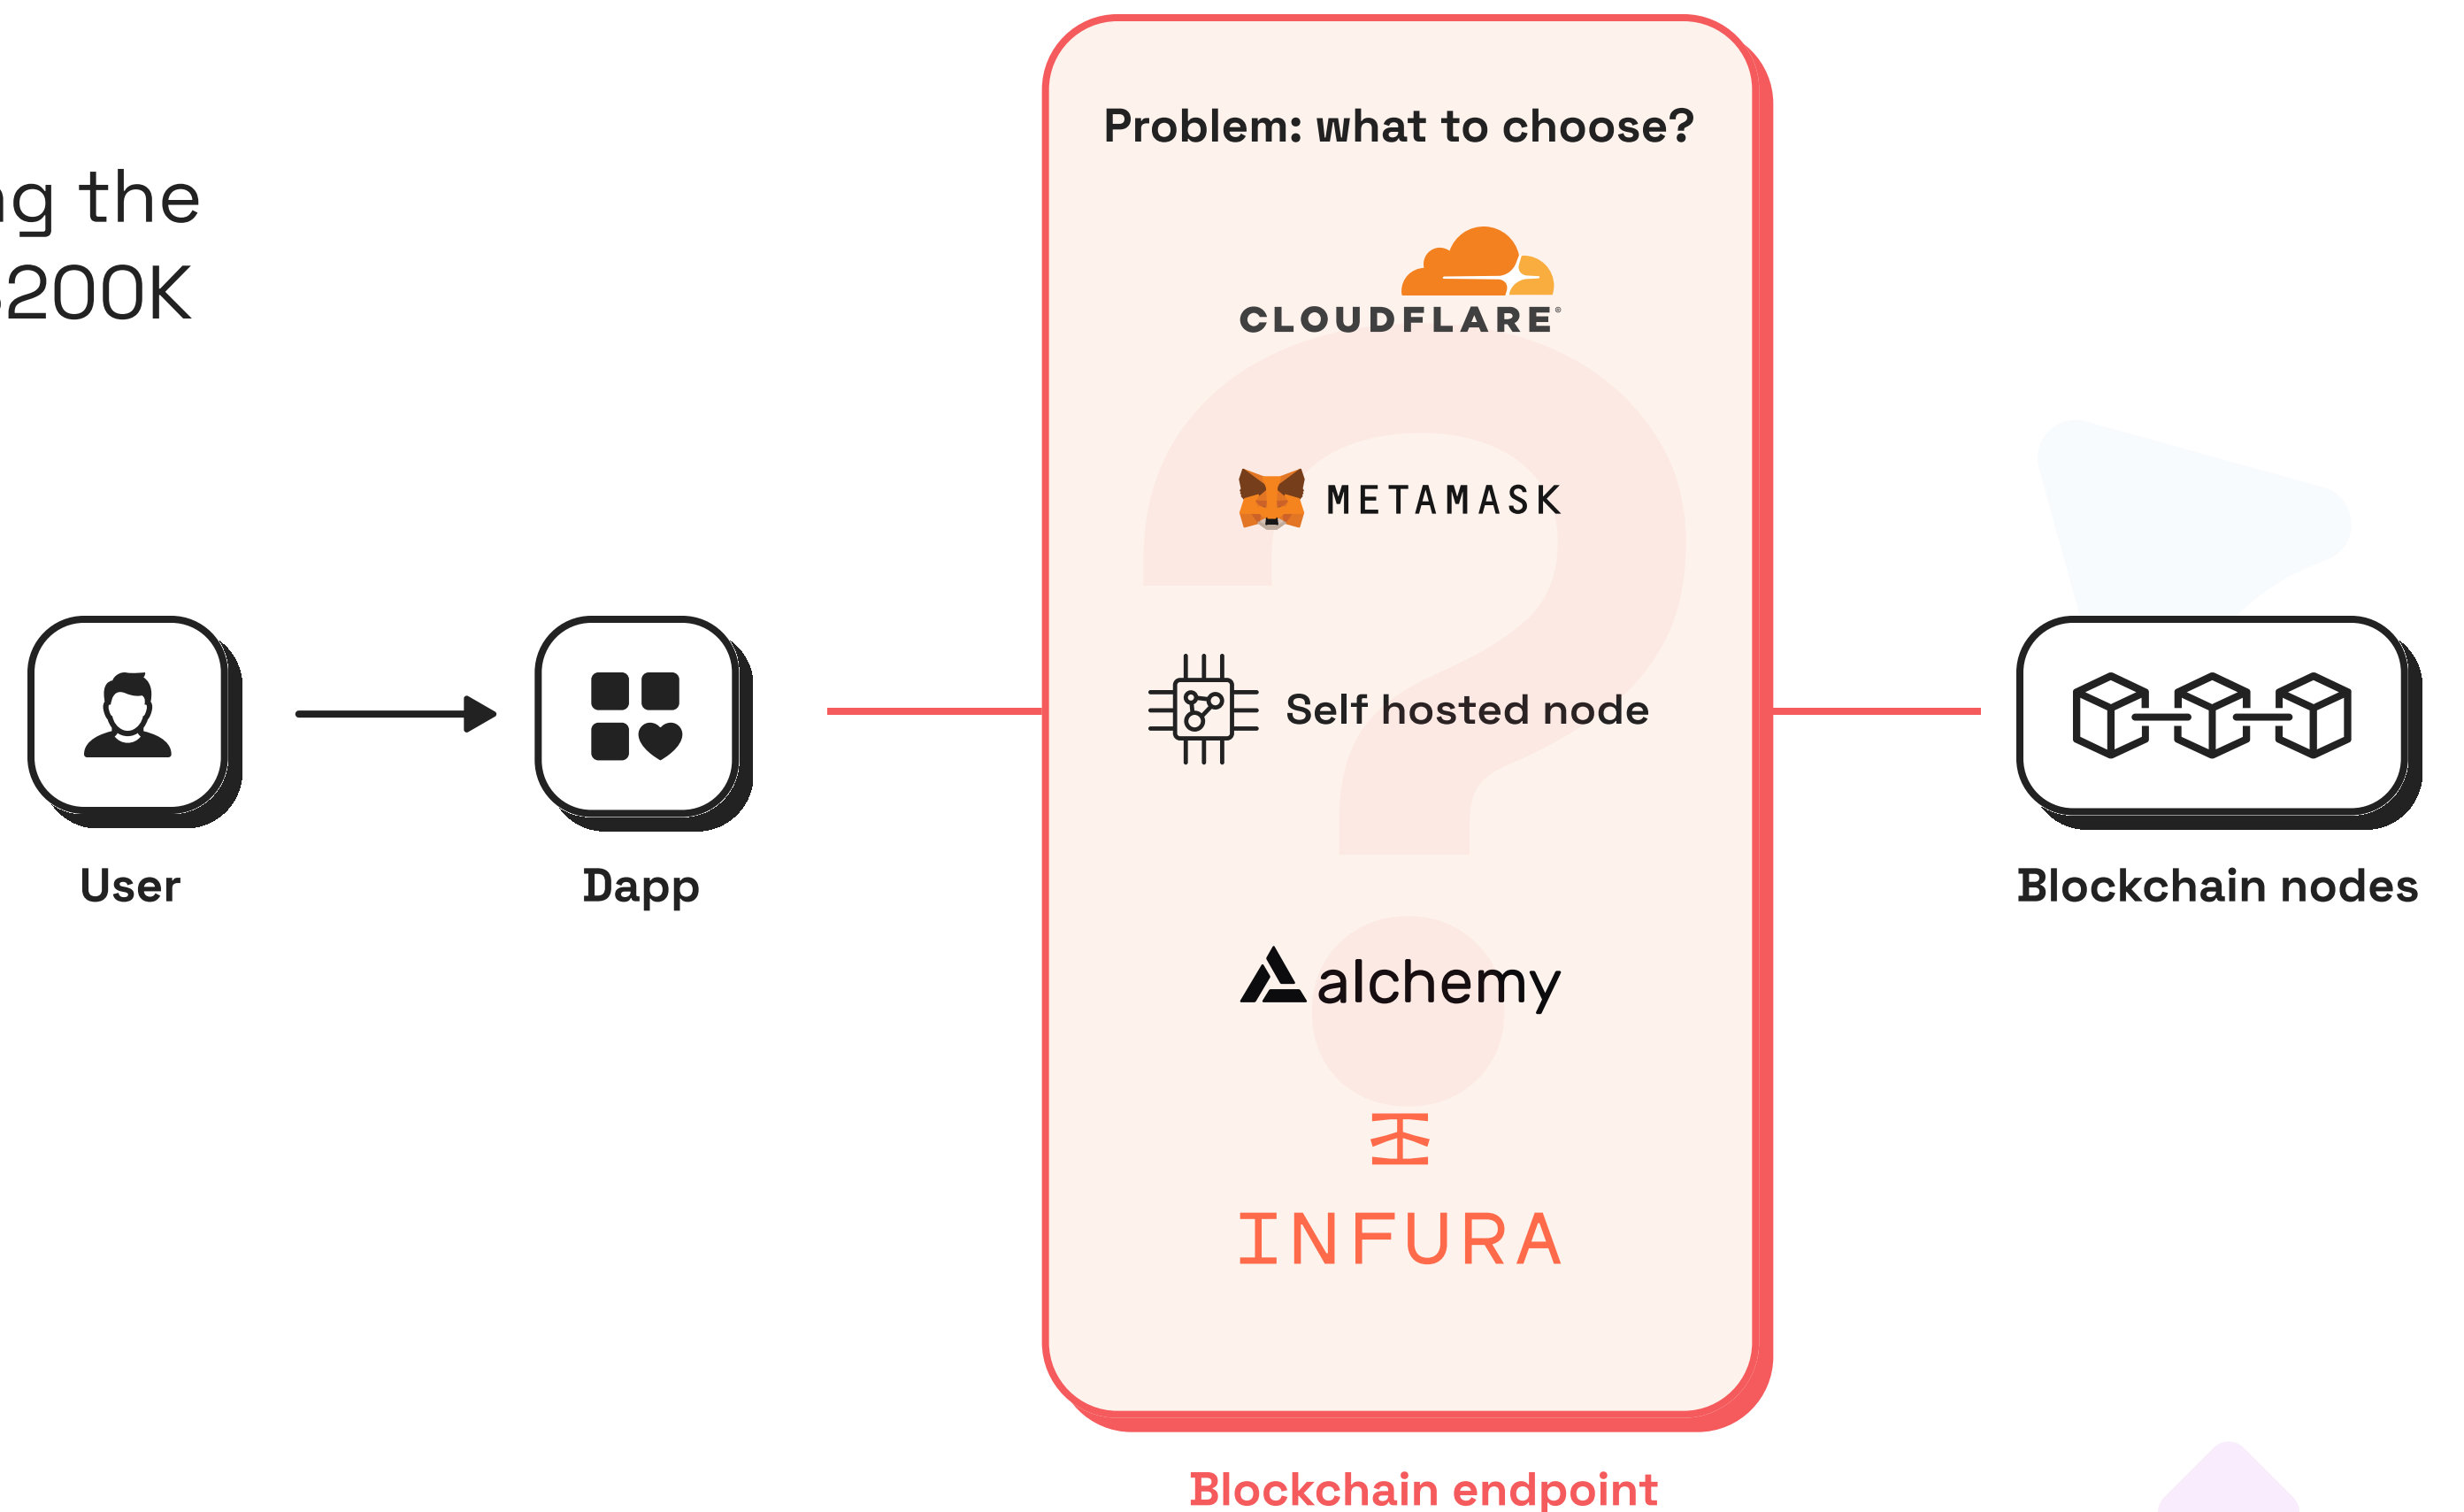 Problem: what to choose?
the
200K
CLOUDFLARE®
METAMASK
Self hosted node
User
Dapp
Blockchain nodes
alchemy
INFURA
Blockchain endpoint